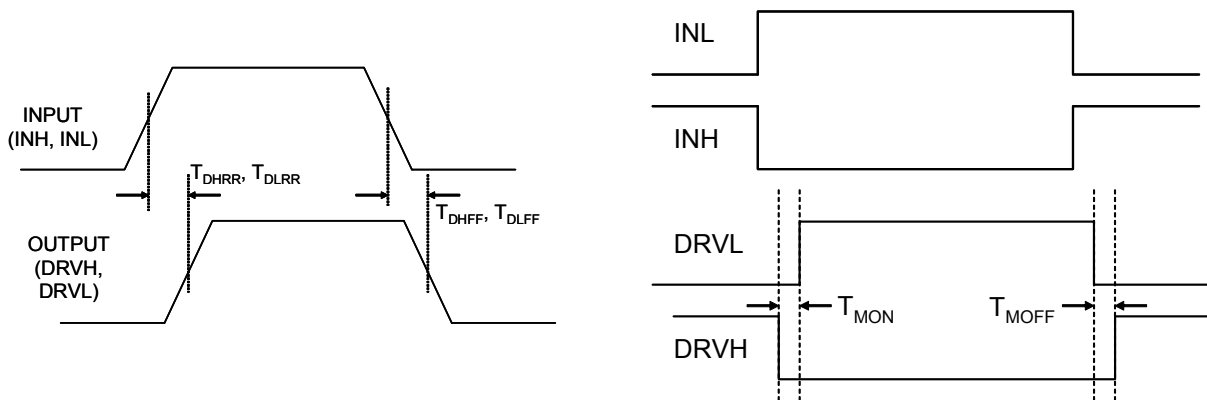 INPUT
(INH, INL)
T_DHRR, T_DLRR
T_DHFF, T_DLFF
OUTPUT
(DRVH,
DRVL)
INL
INH
DRVL
T_MON
T_MOFF
DRVH